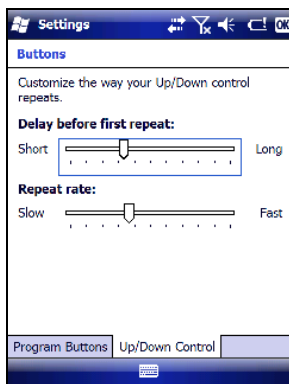 Settings OK
Buttons
Customize the way your Up/Down control
repeats.
Delay before first repeat:
Short Long
Repeat rate:
Slow Fast
Program Buttons Up/Down Control